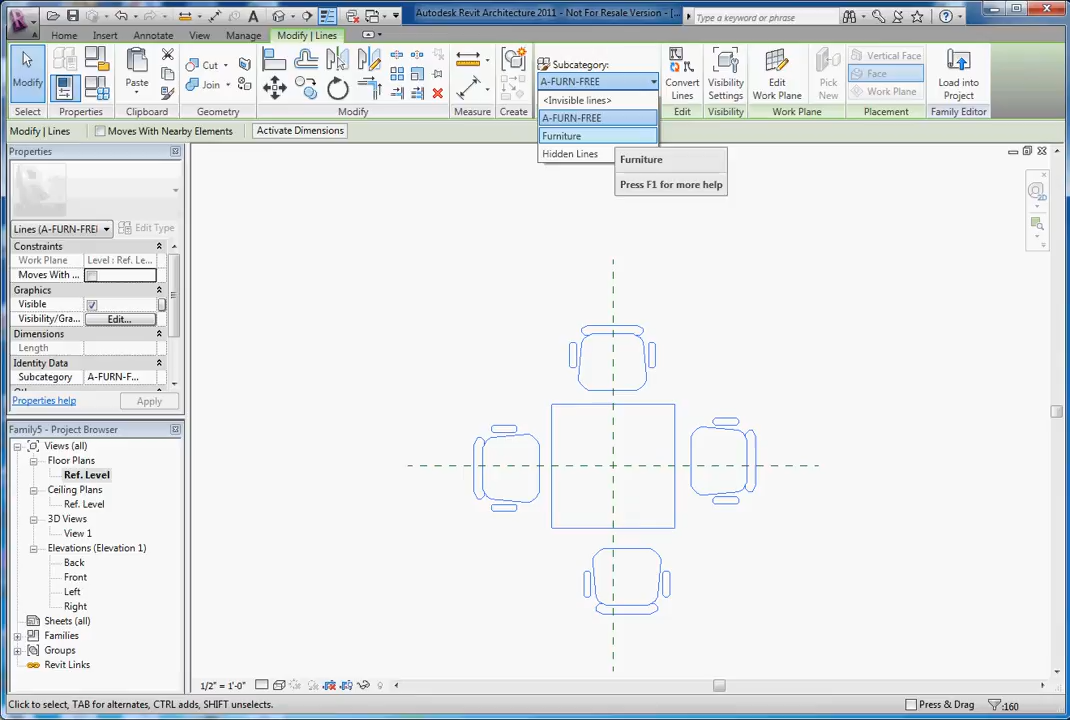 Autodesk Revit Architecture 2011 - Not For Resale Version - [...
Type a keyword or phrase
Home
Insert
Annotate
View
Manage
Modify | Lines
Modify
Paste
Cut
Join
Subcategory:
A-FURN-FREE
<Invisible lines>
A-FURN-FREE
Furniture
Hidden Lines
Furniture
Press F1 for more help
Convert Lines
Visibility Settings
Edit Work Plane
Pick New
Vertical Face
Face
Work Plane
Load into Project
Select
Properties
Clipboard
Geometry
Modify
Measure
Create
Edit
Visibility
Work Plane
Placement
Family Editor
Modify | Lines
Moves With Nearby Elements
Activate Dimensions
Properties
Lines (A-FURN-FREI
Edit Type
Constraints
Work Plane
Level : Ref. Le...
Moves With ...
Graphics
Visible
Visibility/Gra...
Edit...
Dimensions
Length
Identity Data
Subcategory
A-FURN-F...
Properties help
Apply
Family5 - Project Browser
Views (all)
Floor Plans
Ref. Level
Ceiling Plans
Ref. Level
3D Views
View 1
Elevations (Elevation 1)
Back
Front
Left
Right
Sheets (all)
Families
Groups
Revit Links
2D
1/2" = 1'-0"
Click to select, TAB for alternates, CTRL adds, SHIFT unselects.
Press & Drag
:160